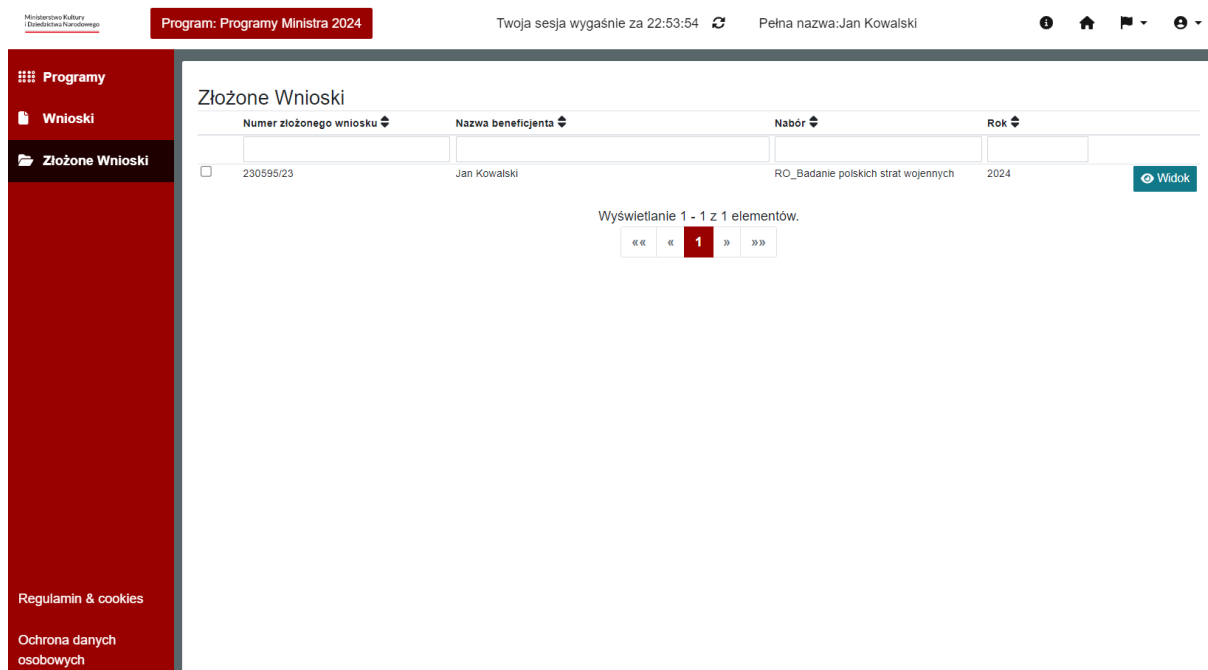 Ministerstwo Kultury
i Dziedzictwa Narodowego
Program: Programy Ministra 2024
Twoja sesja wygaśnie za 22:53:54
Pełna nazwa:Jan Kowalski
Programy
Wnioski
Złożone Wnioski
Złożone Wnioski
Numer złożonego wniosku Nazwa beneficjenta Nabór Rok
230595/23 Jan Kowalski RO_Badanie polskich strat wojennych 2024 Widok
Wyświetlanie 1 - 1 z 1 elementów.
«« « 1 » »»
Regulamin & cookies
Ochrona danych
osobowych